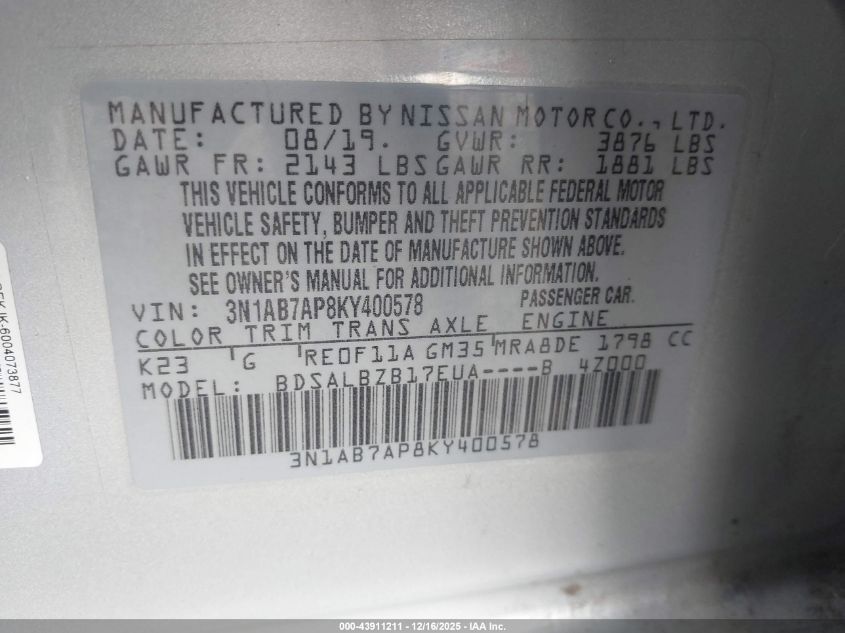 MANUFACTURED BY NISSAN MOTOR CO., LTD.
DATE: 08/19. GVWR: 3876 LBS
GAWR FR: 2143 LBS GAWR RR: 1881 LBS
THIS VEHICLE CONFORMS TO ALL APPLICABLE FEDERAL MOTOR
VEHICLE SAFETY, BUMPER AND THEFT PREVENTION STANDARDS
IN EFFECT ON THE DATE OF MANUFACTURE SHOWN ABOVE.
SEE OWNER'S MANUAL FOR ADDITIONAL INFORMATION.
VIN: 3N1AB7AP8KY400578 PASSENGER CAR.
COLOR TRIM TRANS AXLE ENGINE
K23 G RE0F11A GM35 MRA8DE 1798 CC
MODEL: BDSALBZB17EUA----B 4Z000
3N1AB7AP8KY400578
000-43911211 - 12/16/2025 - IAA Inc.